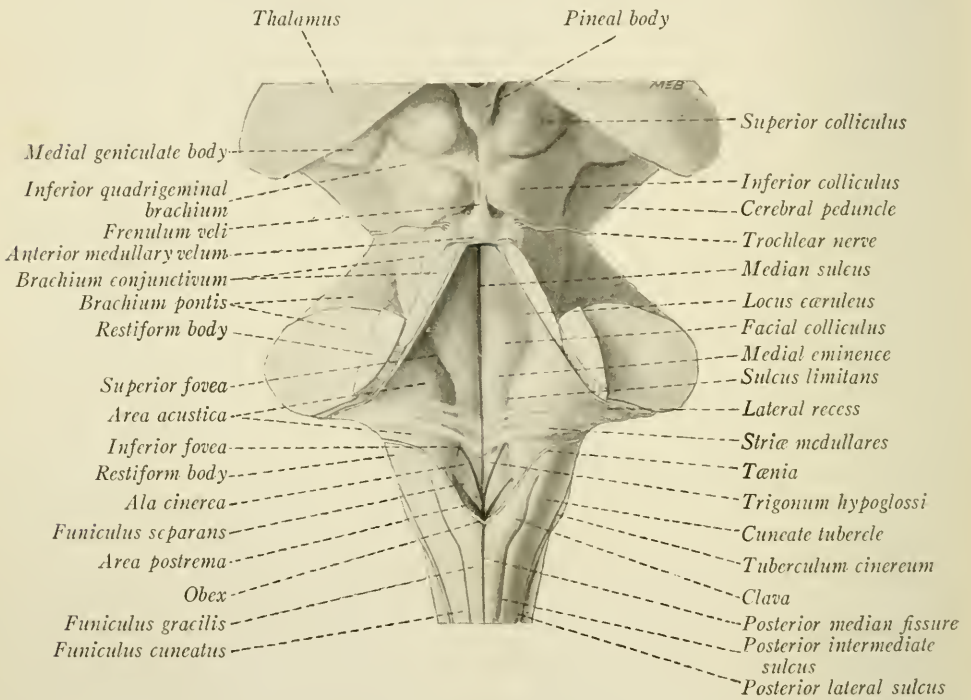 Thalamus
Pineal body
MEB
Medial geniculate body
Inferior quadrigeminal
brachium
Frenulum veli
Anterior medullary velum
Brachium conjunctivum
Brachium pontis
Restiform body
Superior fovea
Area acustica
Inferior fovea
Restiform body
Ala cinerea
Funiculus separans
Area postrema
Obex
Funiculus gracilis
Funiculus cuneatus
Superior colliculus
Inferior colliculus
Cerebral peduncle
Trochlear nerve
Median sulcus
Locus cæruleus
Facial colliculus
Medial eminence
Sulcus limitans
Lateral recess
Striæ medullares
Tænia
Trigonum hypoglossi
Cuneate tubercle
Tuberculum cinereum
Clava
Posterior median fissure
Posterior intermediate
sulcus
Posterior lateral sulcus